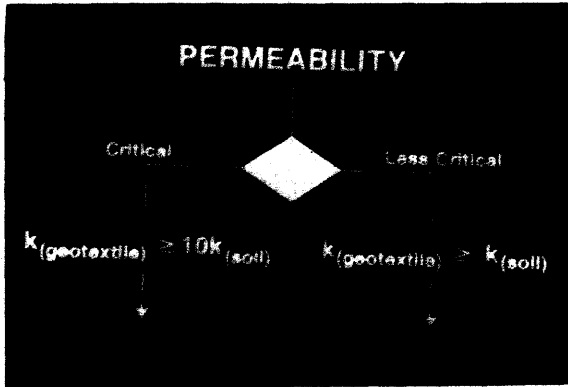 PERMEABILITY
Critical
Less Critical
k(geotextile) ≥ 10k(soil)
k(geotextile) ≥ k(soil)